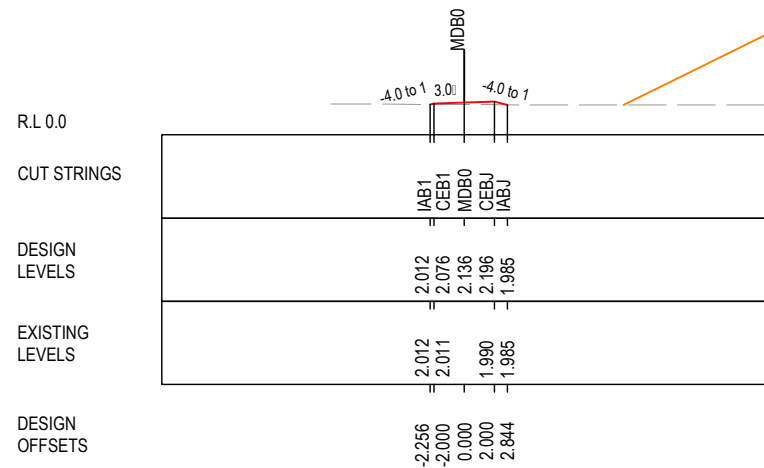 MDB0
-4.0 to 1 3.0 -4.0 to 1
R.L 0.0
CUT STRINGS IAB1 CEB1 MDB0 CEBJ IABJ
DESIGN LEVELS 2.012 2.076 2.136 2.196 1.985
EXISTING LEVELS 2.012 2.011 1.990 1.985
DESIGN OFFSETS -2.256 -2.000 0.000 2.000 2.844